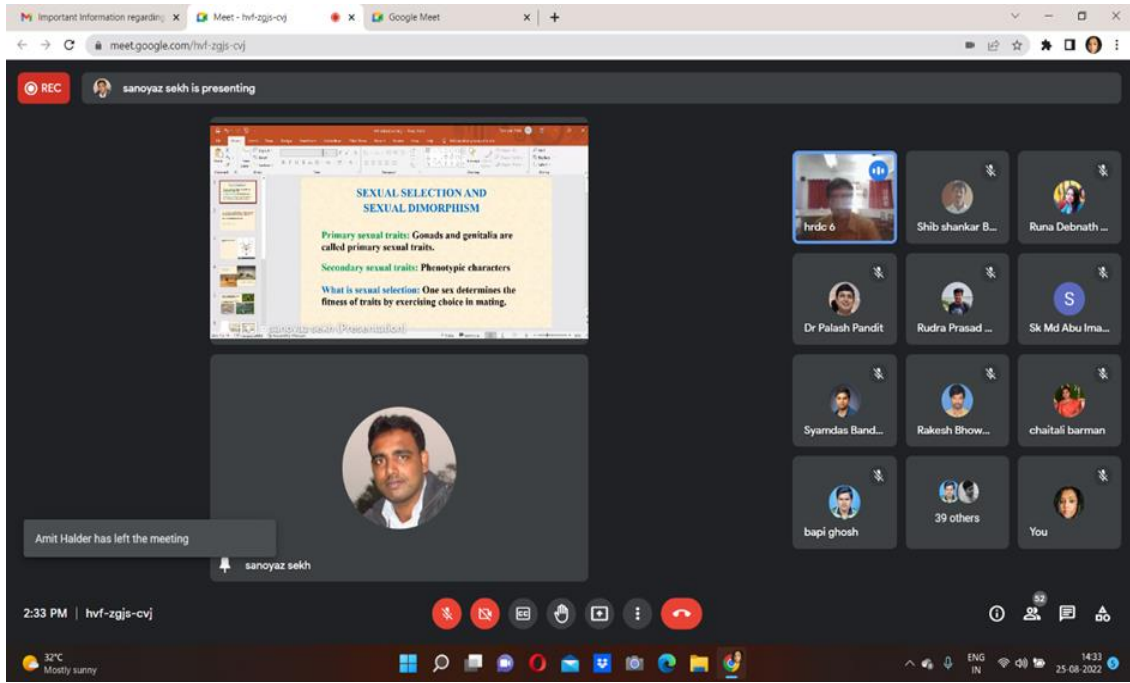 Important Information regarding
Meet - hvf-zgjs-cvj
Google Meet
meet.google.com/hvf-zgjs-cvj
REC
sanoyaz sekh is presenting
SEXUAL SELECTION AND
SEXUAL DIMORPHISM
Primary sexual traits: Gonads and genitalia are
called primary sexual traits.
Secondary sexual traits: Phenotypic characters
What is sexual selection: One sex determines the
fitness of traits by exercising choice in mating.
sanoyaz sekh (Presentation)
hrdc 6
Shib shankar B...
Runa Debnath ...
Dr Palash Pandit
Rudra Prasad ...
S
Sk Md Abu Ima...
Syamdas Band...
Rakesh Bhow...
chaitali barman
bapi ghosh
39 others
You
Amit Halder has left the meeting
sanoyaz sekh
2:33 PM | hvf-zgjs-cvj
52
32°C
Mostly sunny
ENG
IN
14:33
25-08-2022
5